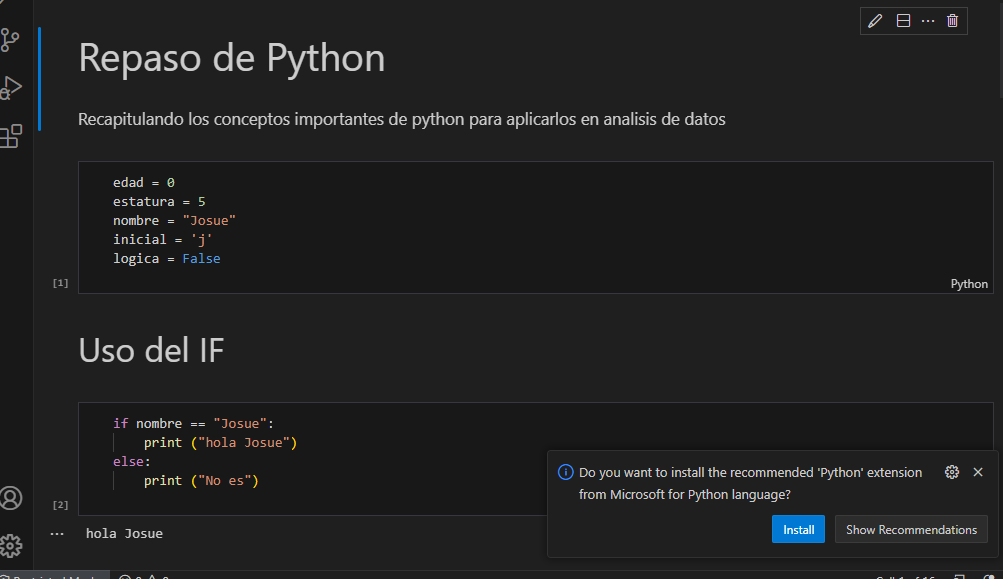 Repaso de Python
Recapitulando los conceptos importantes de python para aplicarlos en analisis de datos
edad = 0
estatura = 5
nombre = "Josue"
inicial = 'j'
logica = False
[1]
Python
Uso del IF
if nombre == "Josue":
    print ("hola Josue")
else:
    print ("No es")
[2]
hola Josue
Do you want to install the recommended 'Python' extension
from Microsoft for Python language?
Install
Show Recommendations